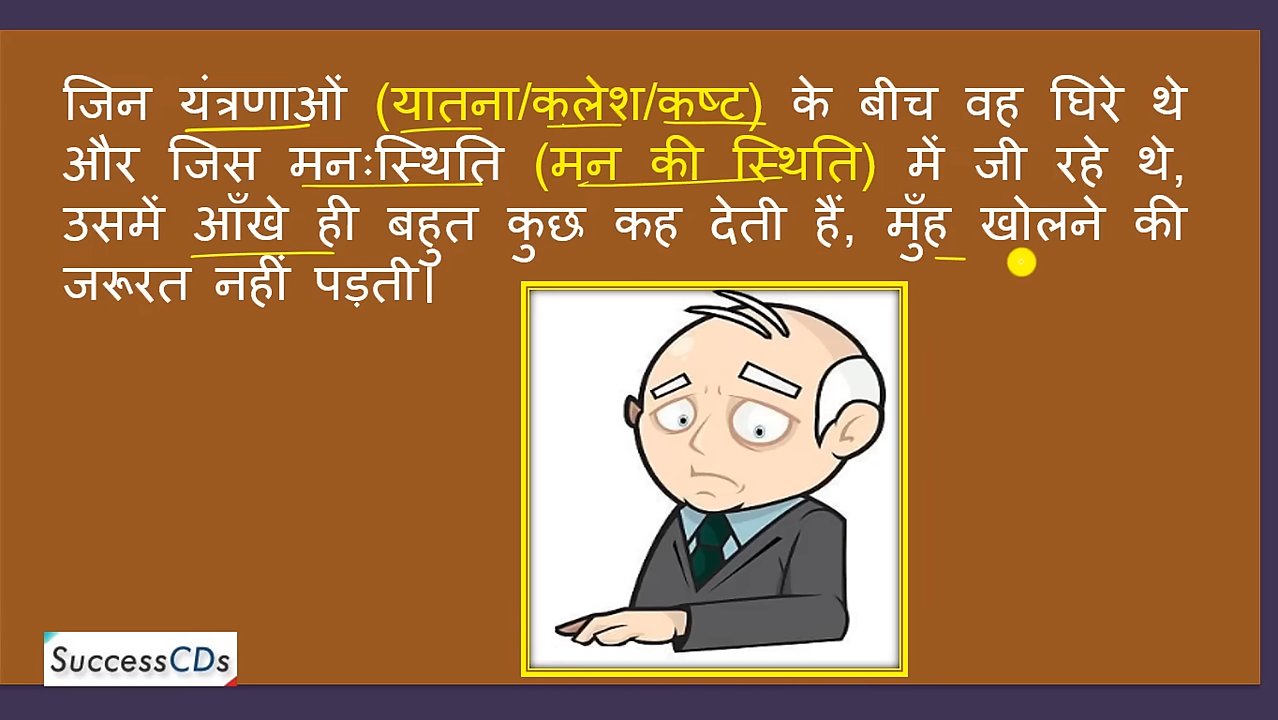 जिन यंत्रणाओं (यातना/कलेश/कष्ट) के बीच वह घिरे थे
और जिस मनःस्थिति (मन की स्थिति) में जी रहे थे,
उसमें आँखे ही बहुत कुछ कह देती हैं, मुँह खोलने की
जरूरत नहीं पड़ती।
SuccessCDs